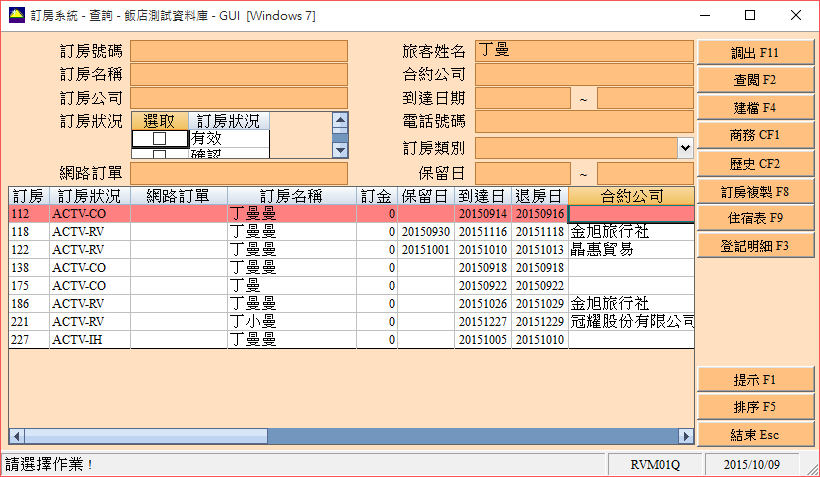 訂房系統 - 查詢 - 飯店測試資料庫 - GUI [Windows 7]
訂房號碼 旅客姓名 丁曼 調出 F11
訂房名稱 合約公司 查閱 F2
訂房公司 到達日期 ~ 建檔 F4
訂房狀況 選取 訂房狀況 電話號碼 商務 CF1
有效
確認
訂房類別 歷史 CF2
網路訂單 保留日 ~
訂房 訂房狀況 網路訂單 訂房名稱 訂金 保留日 到達日 退房日 合約公司 訂房複製 F8
112 ACTV-CO 丁曼曼 0 20150914 20150916 住宿表 F9
118 ACTV-RV 丁曼曼 0 20150930 20151116 20151118 金旭旅行社
122 ACTV-RV 丁曼曼 0 20151001 20151010 20151013 晶惠貿易 登記明細 F3
138 ACTV-CO 丁曼曼 0 20150918 20150918
175 ACTV-CO 丁曼 0 20150922 20150922
186 ACTV-RV 丁曼曼 0 20151026 20151029 金旭旅行社
221 ACTV-RV 丁小曼 0 20151227 20151229 冠耀股份有限公司
227 ACTV-IH 丁曼曼 0 20151005 20151010
提示 F1
排序 F5
結束 Esc
請選擇作業！ RVM01Q 2015/10/09